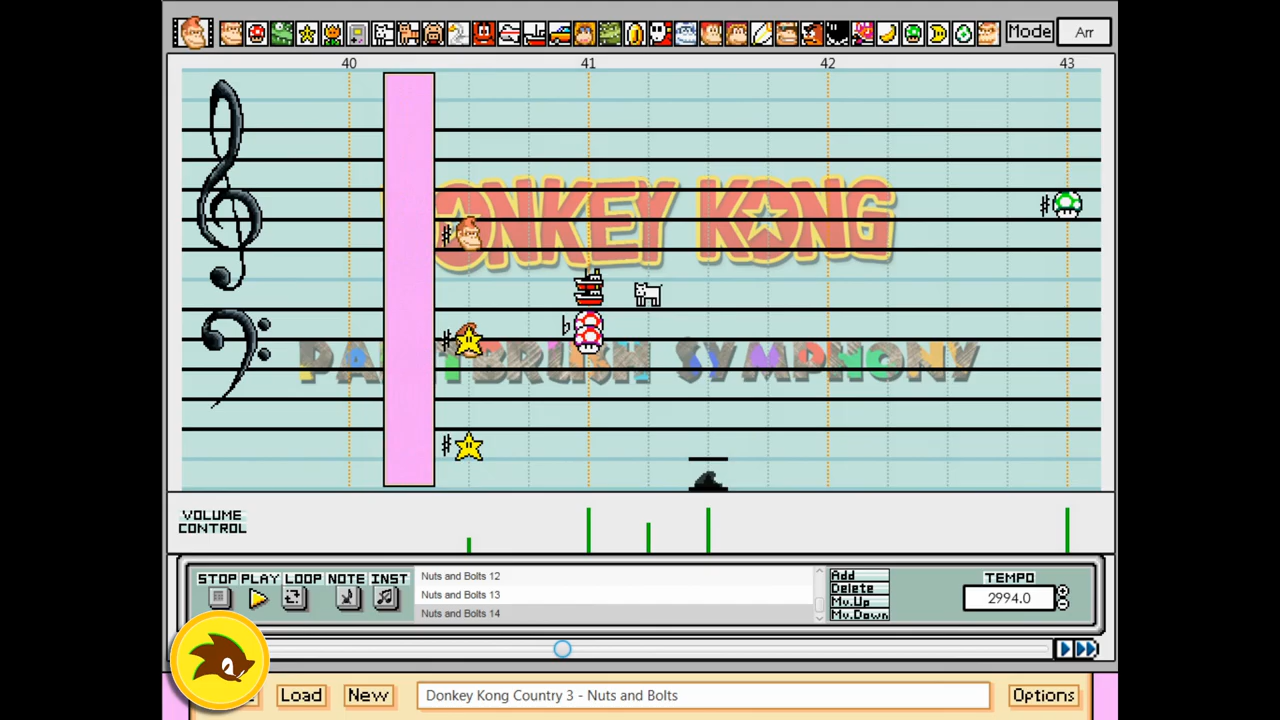 Mode Arr
40 41 42 43
DONKEY KONG
PAINTBRUSH SYMPHONY
VOLUME
CONTROL
STOP PLAY LOOP NOTE INST
Nuts and Bolts 12
Nuts and Bolts 13
Nuts and Bolts 14
Add
Delete
Mv.Up
Mv.Down
TEMPO
2994.0
Load New Donkey Kong Country 3 - Nuts and Bolts Options